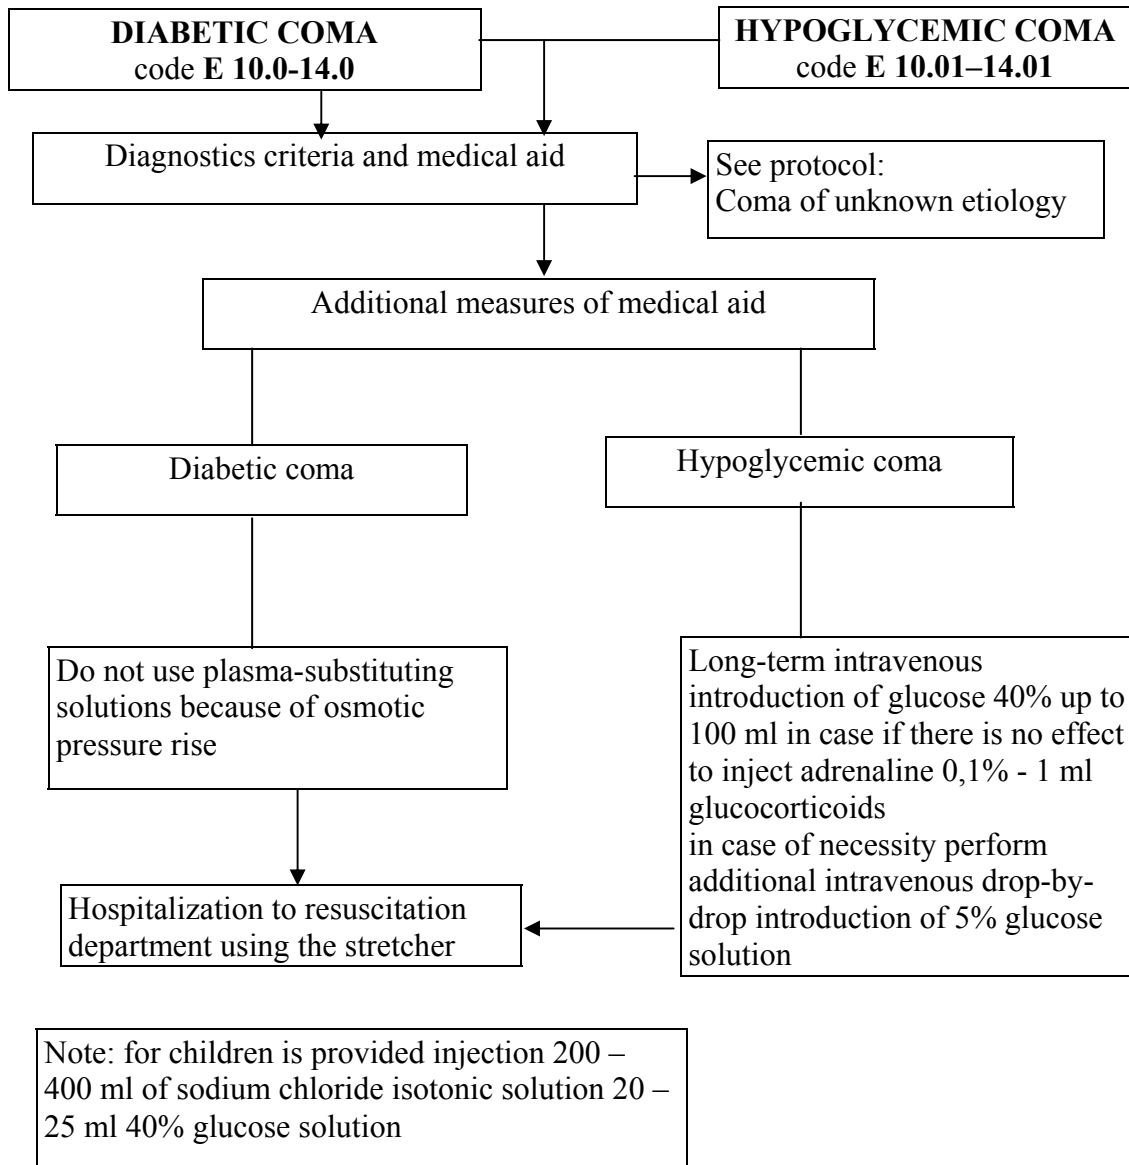 DIABETIC COMA
code E 10.0-14.0
HYPOGLYCEMIC COMA
code E 10.01–14.01
Diagnostics criteria and medical aid
See protocol:
Coma of unknown etiology
Additional measures of medical aid
Diabetic coma
Hypoglycemic coma
Do not use plasma-substituting
solutions because of osmotic
pressure rise
Long-term intravenous
introduction of glucose 40% up to
100 ml in case if there is no effect
to inject adrenaline 0,1% - 1 ml
glucocorticoids
in case of necessity perform
additional intravenous drop-by-
drop introduction of 5% glucose
solution
Hospitalization to resuscitation
department using the stretcher
Note: for children is provided injection 200 –
400 ml of sodium chloride isotonic solution 20 –
25 ml 40% glucose solution